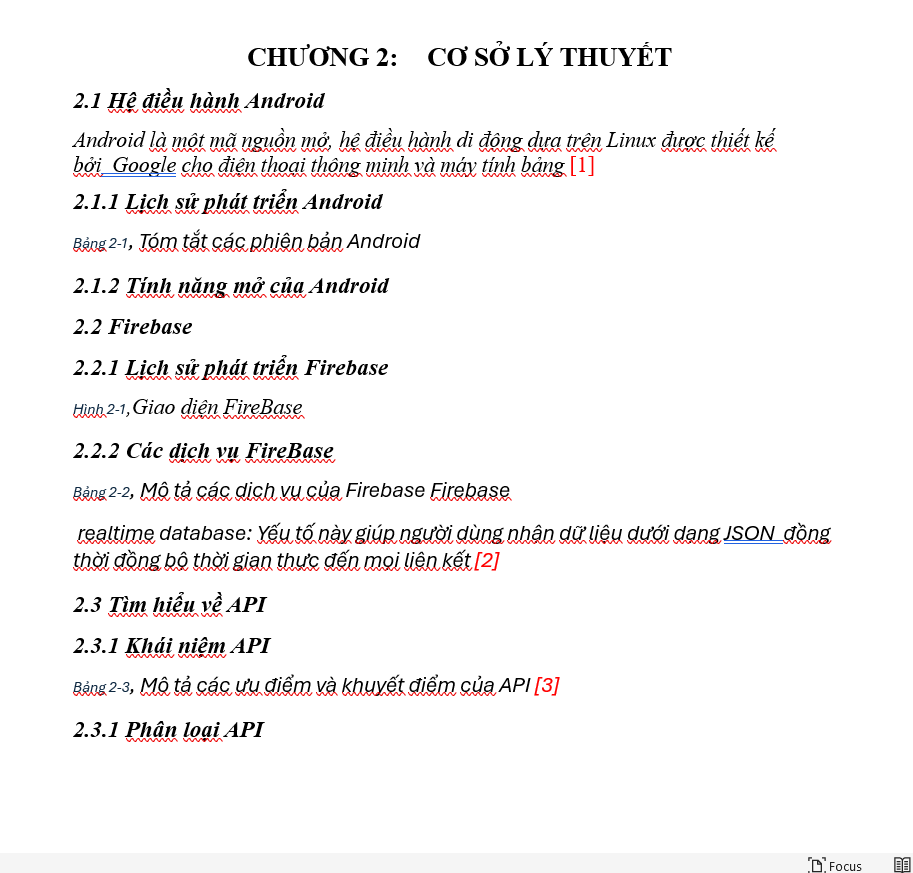 CHƯƠNG 2: CƠ SỞ LÝ THUYẾT
2.1 Hệ điều hành Android
Android là một mã nguồn mở, hệ điều hành di động dựa trên Linux được thiết kế
bởi Google cho điện thoại thông minh và máy tính bảng [1]
2.1.1 Lịch sử phát triển Android
Bảng 2-1, Tóm tắt các phiên bản Android
2.1.2 Tính năng mở của Android
2.2 Firebase
2.2.1 Lịch sử phát triển Firebase
Hình 2-1,Giao diện FireBase
2.2.2 Các dịch vụ FireBase
Bảng 2-2, Mô tả các dịch vụ của Firebase Firebase
realtime database: Yếu tố này giúp người dùng nhận dữ liệu dưới dạng JSON đồng
thời đồng bộ thời gian thực đến mọi liên kết [2]
2.3 Tìm hiểu về API
2.3.1 Khái niệm API
Bảng 2-3, Mô tả các ưu điểm và khuyết điểm của API [3]
2.3.1 Phân loại API
Focus